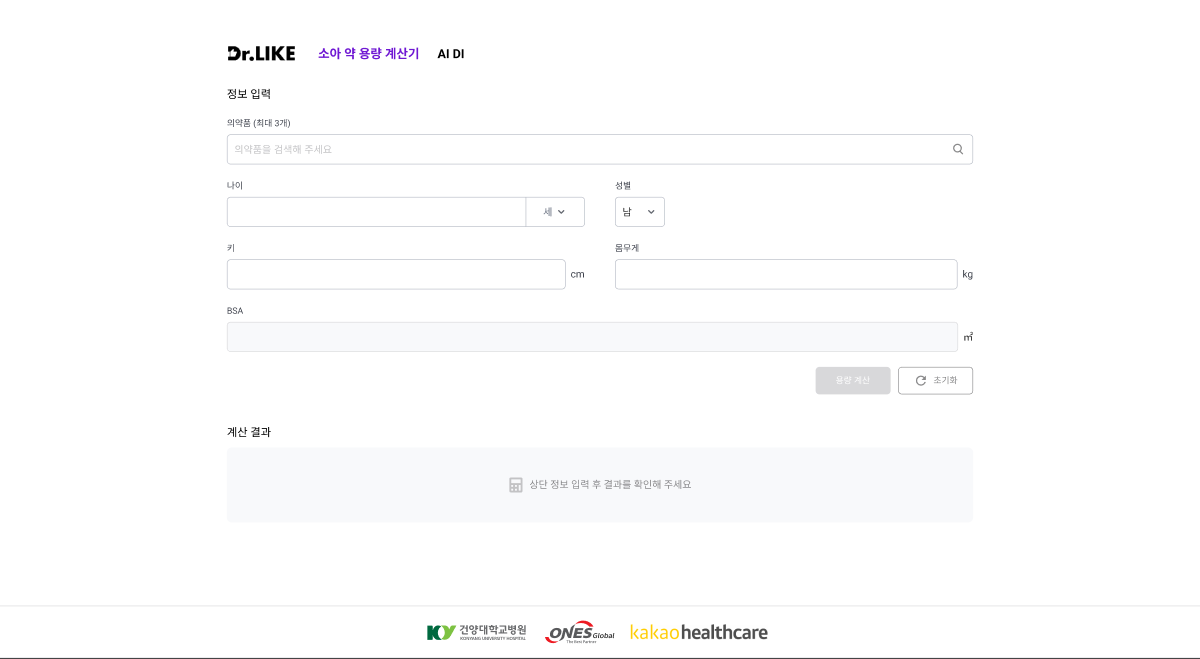 Dr.LIKE 소아 약 용량 계산기 AI DI
정보 입력
의약품 (최대 3개)
의약품을 검색해 주세요
나이 성별
세 남
키 몸무게
cm kg
BSA
㎡
용량 계산 초기화
계산 결과
상단 정보 입력 후 결과를 확인해 주세요
KY 건양대학교병원 ONES Global kakaohealthcare
KONYANG UNIVERSITY HOSPITAL The Best Partner